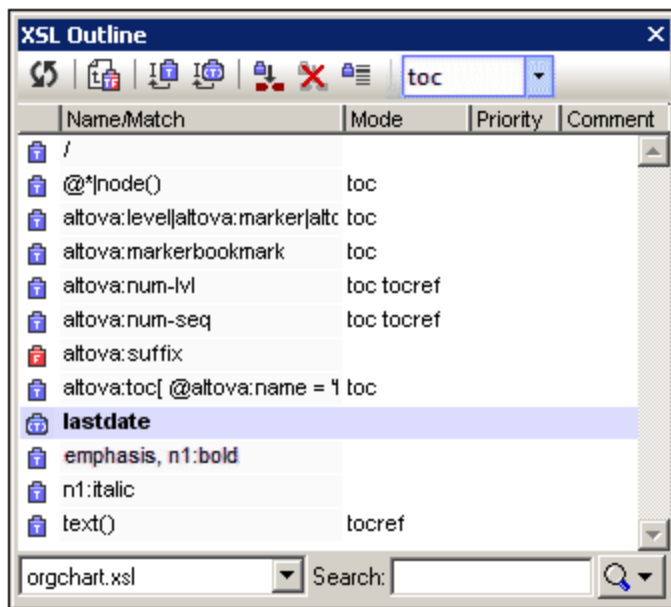 XSL Outline
toc
Name/Match Mode Priority Comment
/
@*|node() toc
altova:level|altova:marker|altc toc
altova:markerbookmark toc
altova:num-lvl toc tocref
altova:num-seq toc tocref
altova:suffix
altova:toc[ @altova:name = toc
lastdate
emphasis, n1:bold
n1:italic
text() tocref
orgchart.xsl Search: